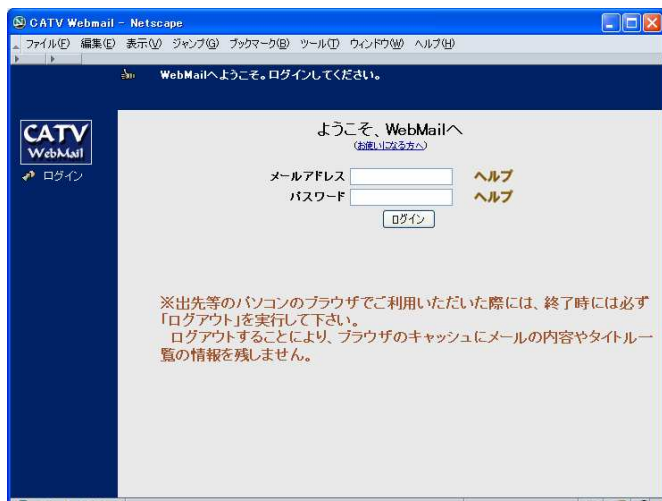 CATV Webmail - Netscape
ファイル(F) 編集(E) 表示(V) ジャンプ(G) ブックマーク(B) ツール(T) ウィンドウ(W) ヘルプ(H)
WebMailへようこそ。ログインしてください。
CATV
WebMail
ログイン
ようこそ、WebMailへ
(お使いになる方へ)
メールアドレス ヘルプ
パスワード ヘルプ
ログイン
※出先等のパソコンのブラウザでご利用いただいた際には、終了時には必ず
「ログアウト」を実行して下さい。
ログアウトすることにより、ブラウザのキャッシュにメールの内容やタイトル一
覧の情報を残しません。